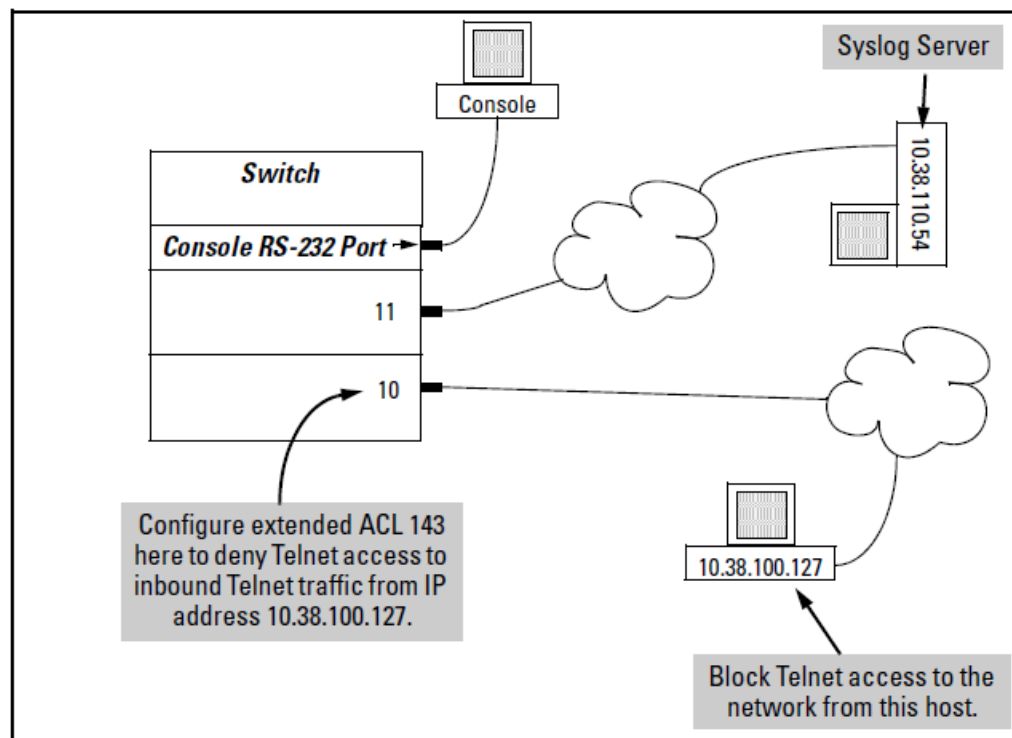 Syslog Server
Console
10.38.110.54
Switch
Console RS-232 Port
11
10
Configure extended ACL 143
here to deny Telnet access to
inbound Telnet traffic from IP
address 10.38.100.127.
10.38.100.127
Block Telnet access to the
network from this host.